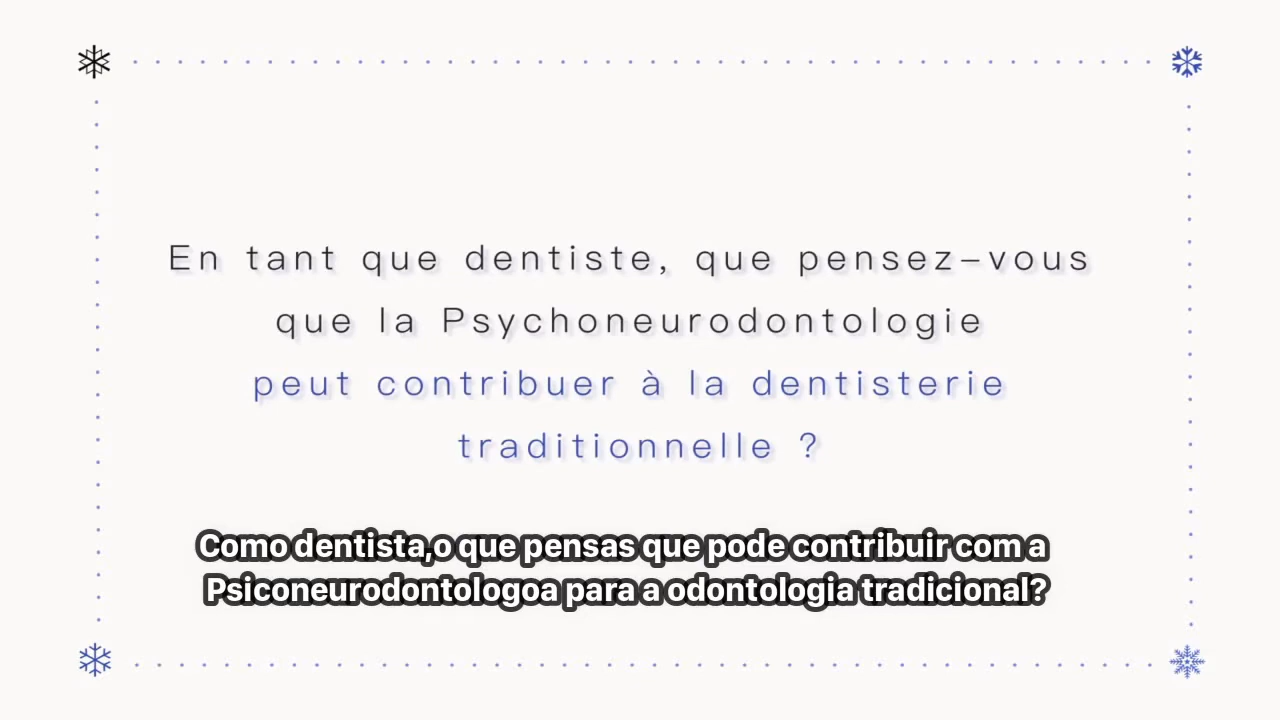 En tant que dentiste, que pensez-vous
que la Psychoneurodontologie
peut contribuer à la dentisterie
traditionnelle ?
Como dentista,o que pensas que pode contribuir com a
Psiconeurodontologoa para a odontologia tradicional?